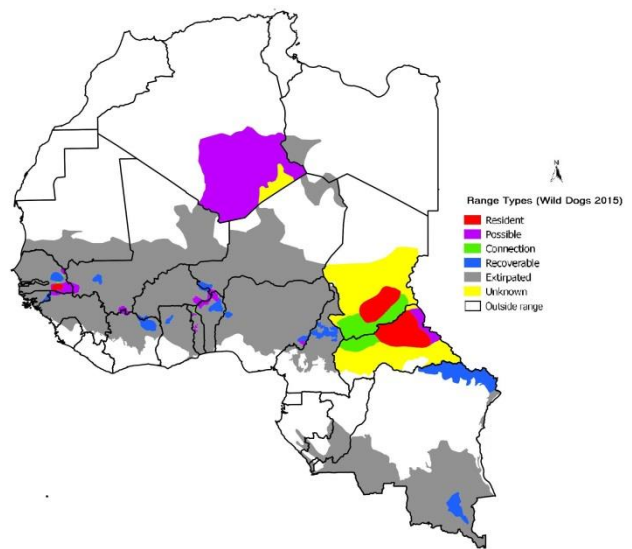 N
Range Types (Wild Dogs 2015)
Resident
Possible
Connection
Recoverable
Extirpated
Unknown
Outside range